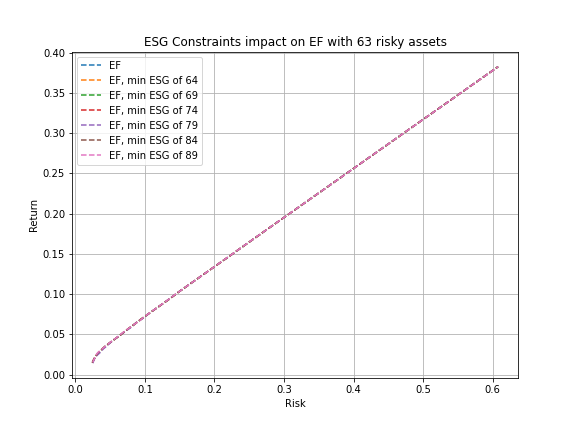 ESG Constraints impact on EF with 63 risky assets
0.40
0.35
0.30
0.25
0.20
0.15
0.10
0.05
0.00
Return
EF
EF, min ESG of 64
EF, min ESG of 69
EF, min ESG of 74
EF, min ESG of 79
EF, min ESG of 84
EF, min ESG of 89
0.0 0.1 0.2 0.3 0.4 0.5 0.6
Risk